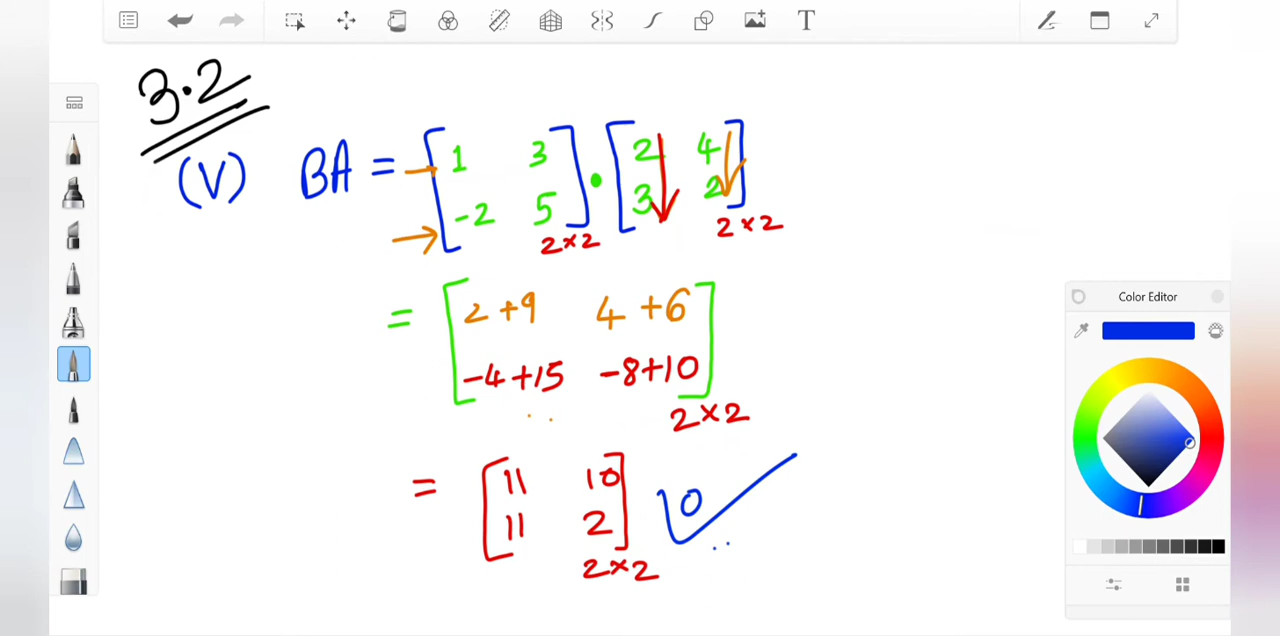 3.2
(V) BA = [1 3
-2 5]2×2 · [2 4
3 2]2×2
= [2+9 4+6
-4+15 -8+10]2×2
= [11 10
11 2]2×2
T
Color Editor